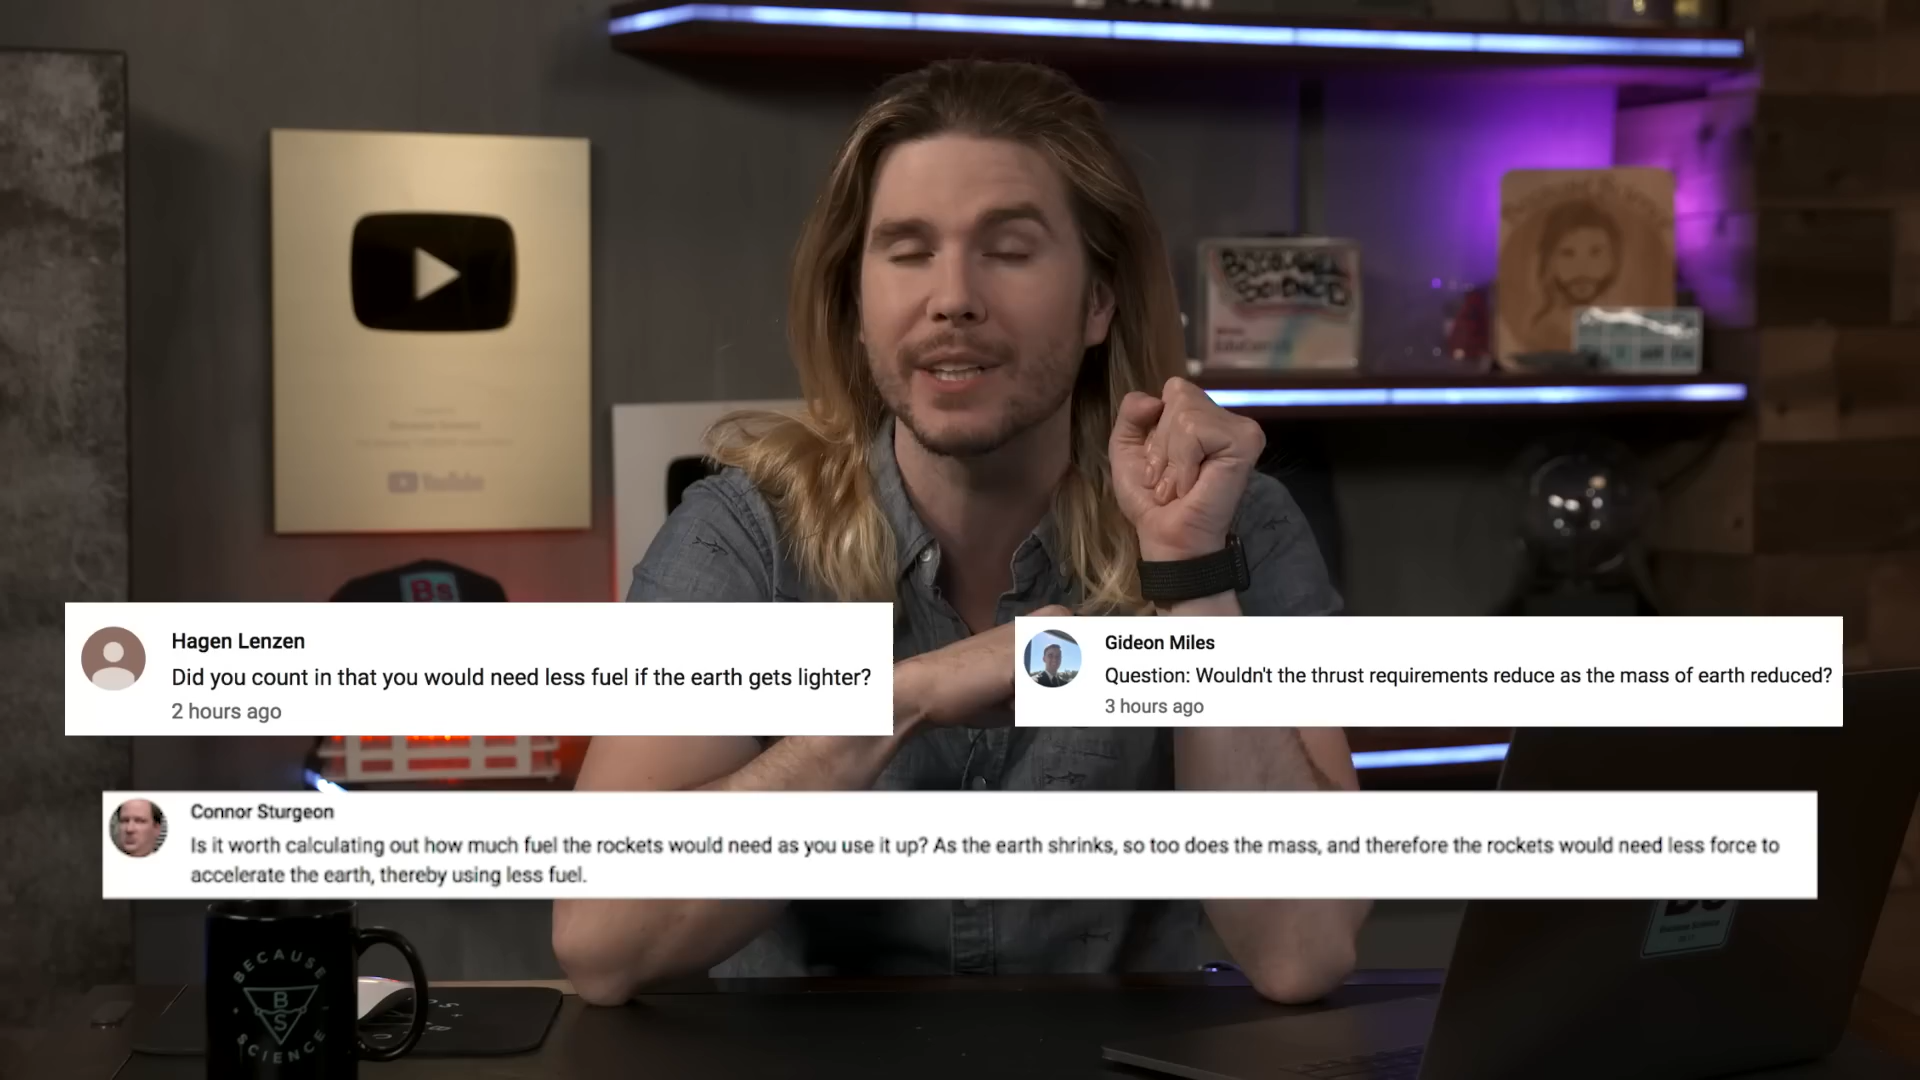 YouTube
BECAUSE
SCIENCE
Bs
Hagen Lenzen
Did you count in that you would need less fuel if the earth gets lighter?
2 hours ago
Gideon Miles
Question: Wouldn't the thrust requirements reduce as the mass of earth reduced?
3 hours ago
Connor Sturgeon
Is it worth calculating out how much fuel the rockets would need as you use it up? As the earth shrinks, so too does the mass, and therefore the rockets would need less force to
accelerate the earth, thereby using less fuel.
BECAUSE
B
S
SCIENCE